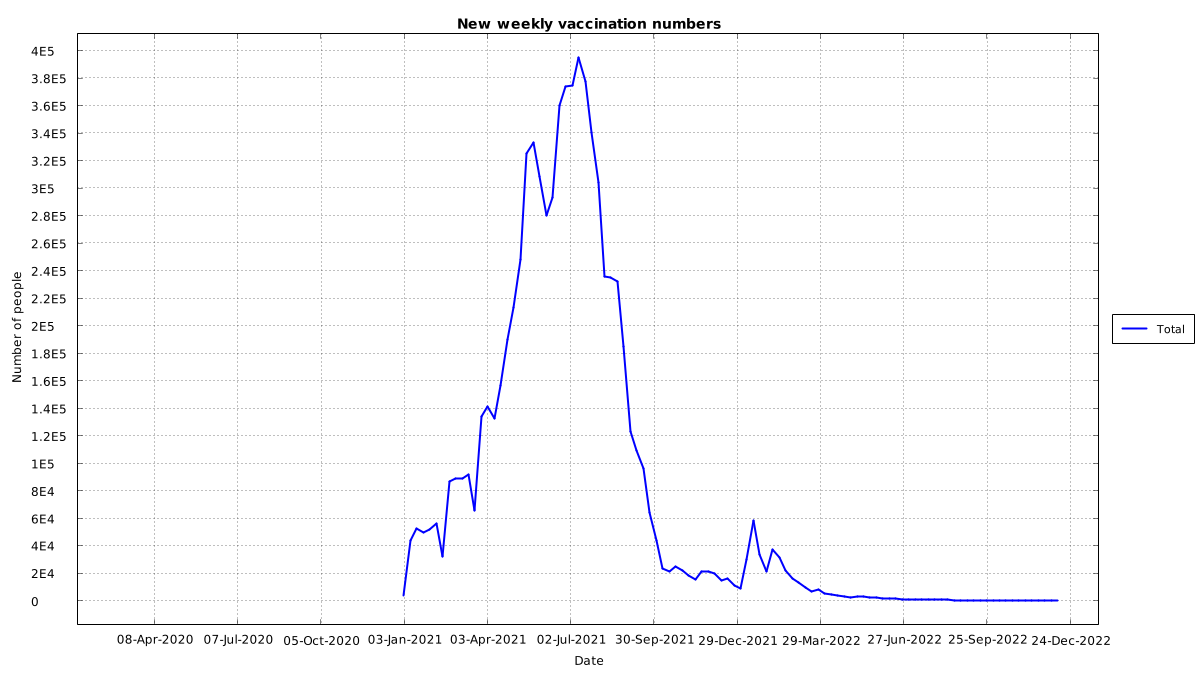 New weekly vaccination numbers
4E5
3.8E5
3.6E5
3.4E5
3.2E5
3E5
2.8E5
2.6E5
2.4E5
2.2E5
2E5
1.8E5
1.6E5
1.4E5
1.2E5
1E5
8E4
6E4
4E4
2E4
0
Number of people
08-Apr-2020 07-Jul-2020 05-Oct-2020 03-Jan-2021 03-Apr-2021 02-Jul-2021 30-Sep-2021 29-Dec-2021 29-Mar-2022 27-Jun-2022 25-Sep-2022 24-Dec-2022
Date
Total